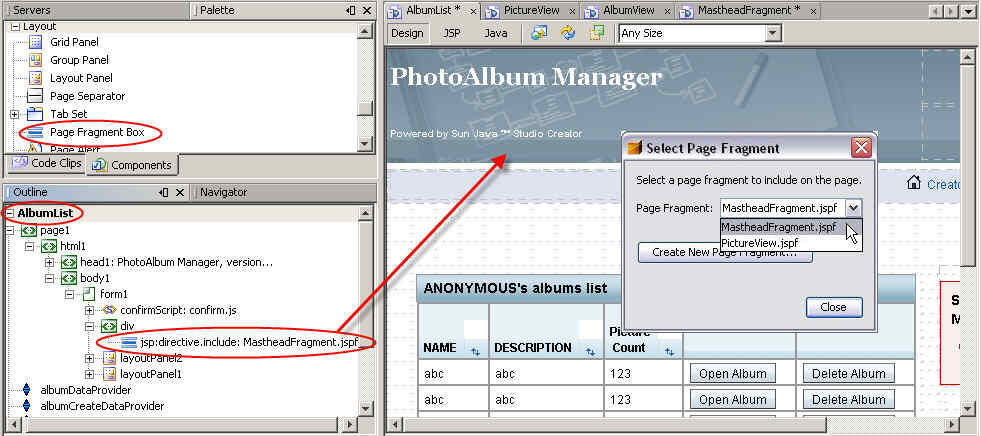 Servers
Palette
Layout
Grid Panel
Group Panel
Layout Panel
Page Separator
Tab Set
Page Fragment Box
Page Alert
Code Clips
Components
Outline
Navigator
AlbumList
page1
html1
head1: PhotoAlbum Manager, version...
body1
form1
confirmScript: confirm.js
div
jsp:directive.include: MastheadFragment.jspf
layoutPanel2
layoutPanel1
albumDataProvider
albumCreateDataProvider
AlbumList *
PictureView
AlbumView
MastheadFragment *
Design
JSP
Java
Any Size
PhotoAlbum Manager
Powered by Sun Java ™ Studio Creator
Create
Select Page Fragment
Select a page fragment to include on the page.
Page Fragment: MastheadFragment.jspf
MastheadFragment.jspf
PictureView.jspf
Create New Page Fragment...
Close
ANONYMOUS's albums list
NAME
DESCRIPTION
Picture Count
abc abc 123 Open Album Delete Album
abc abc 123 Open Album Delete Album
S
M